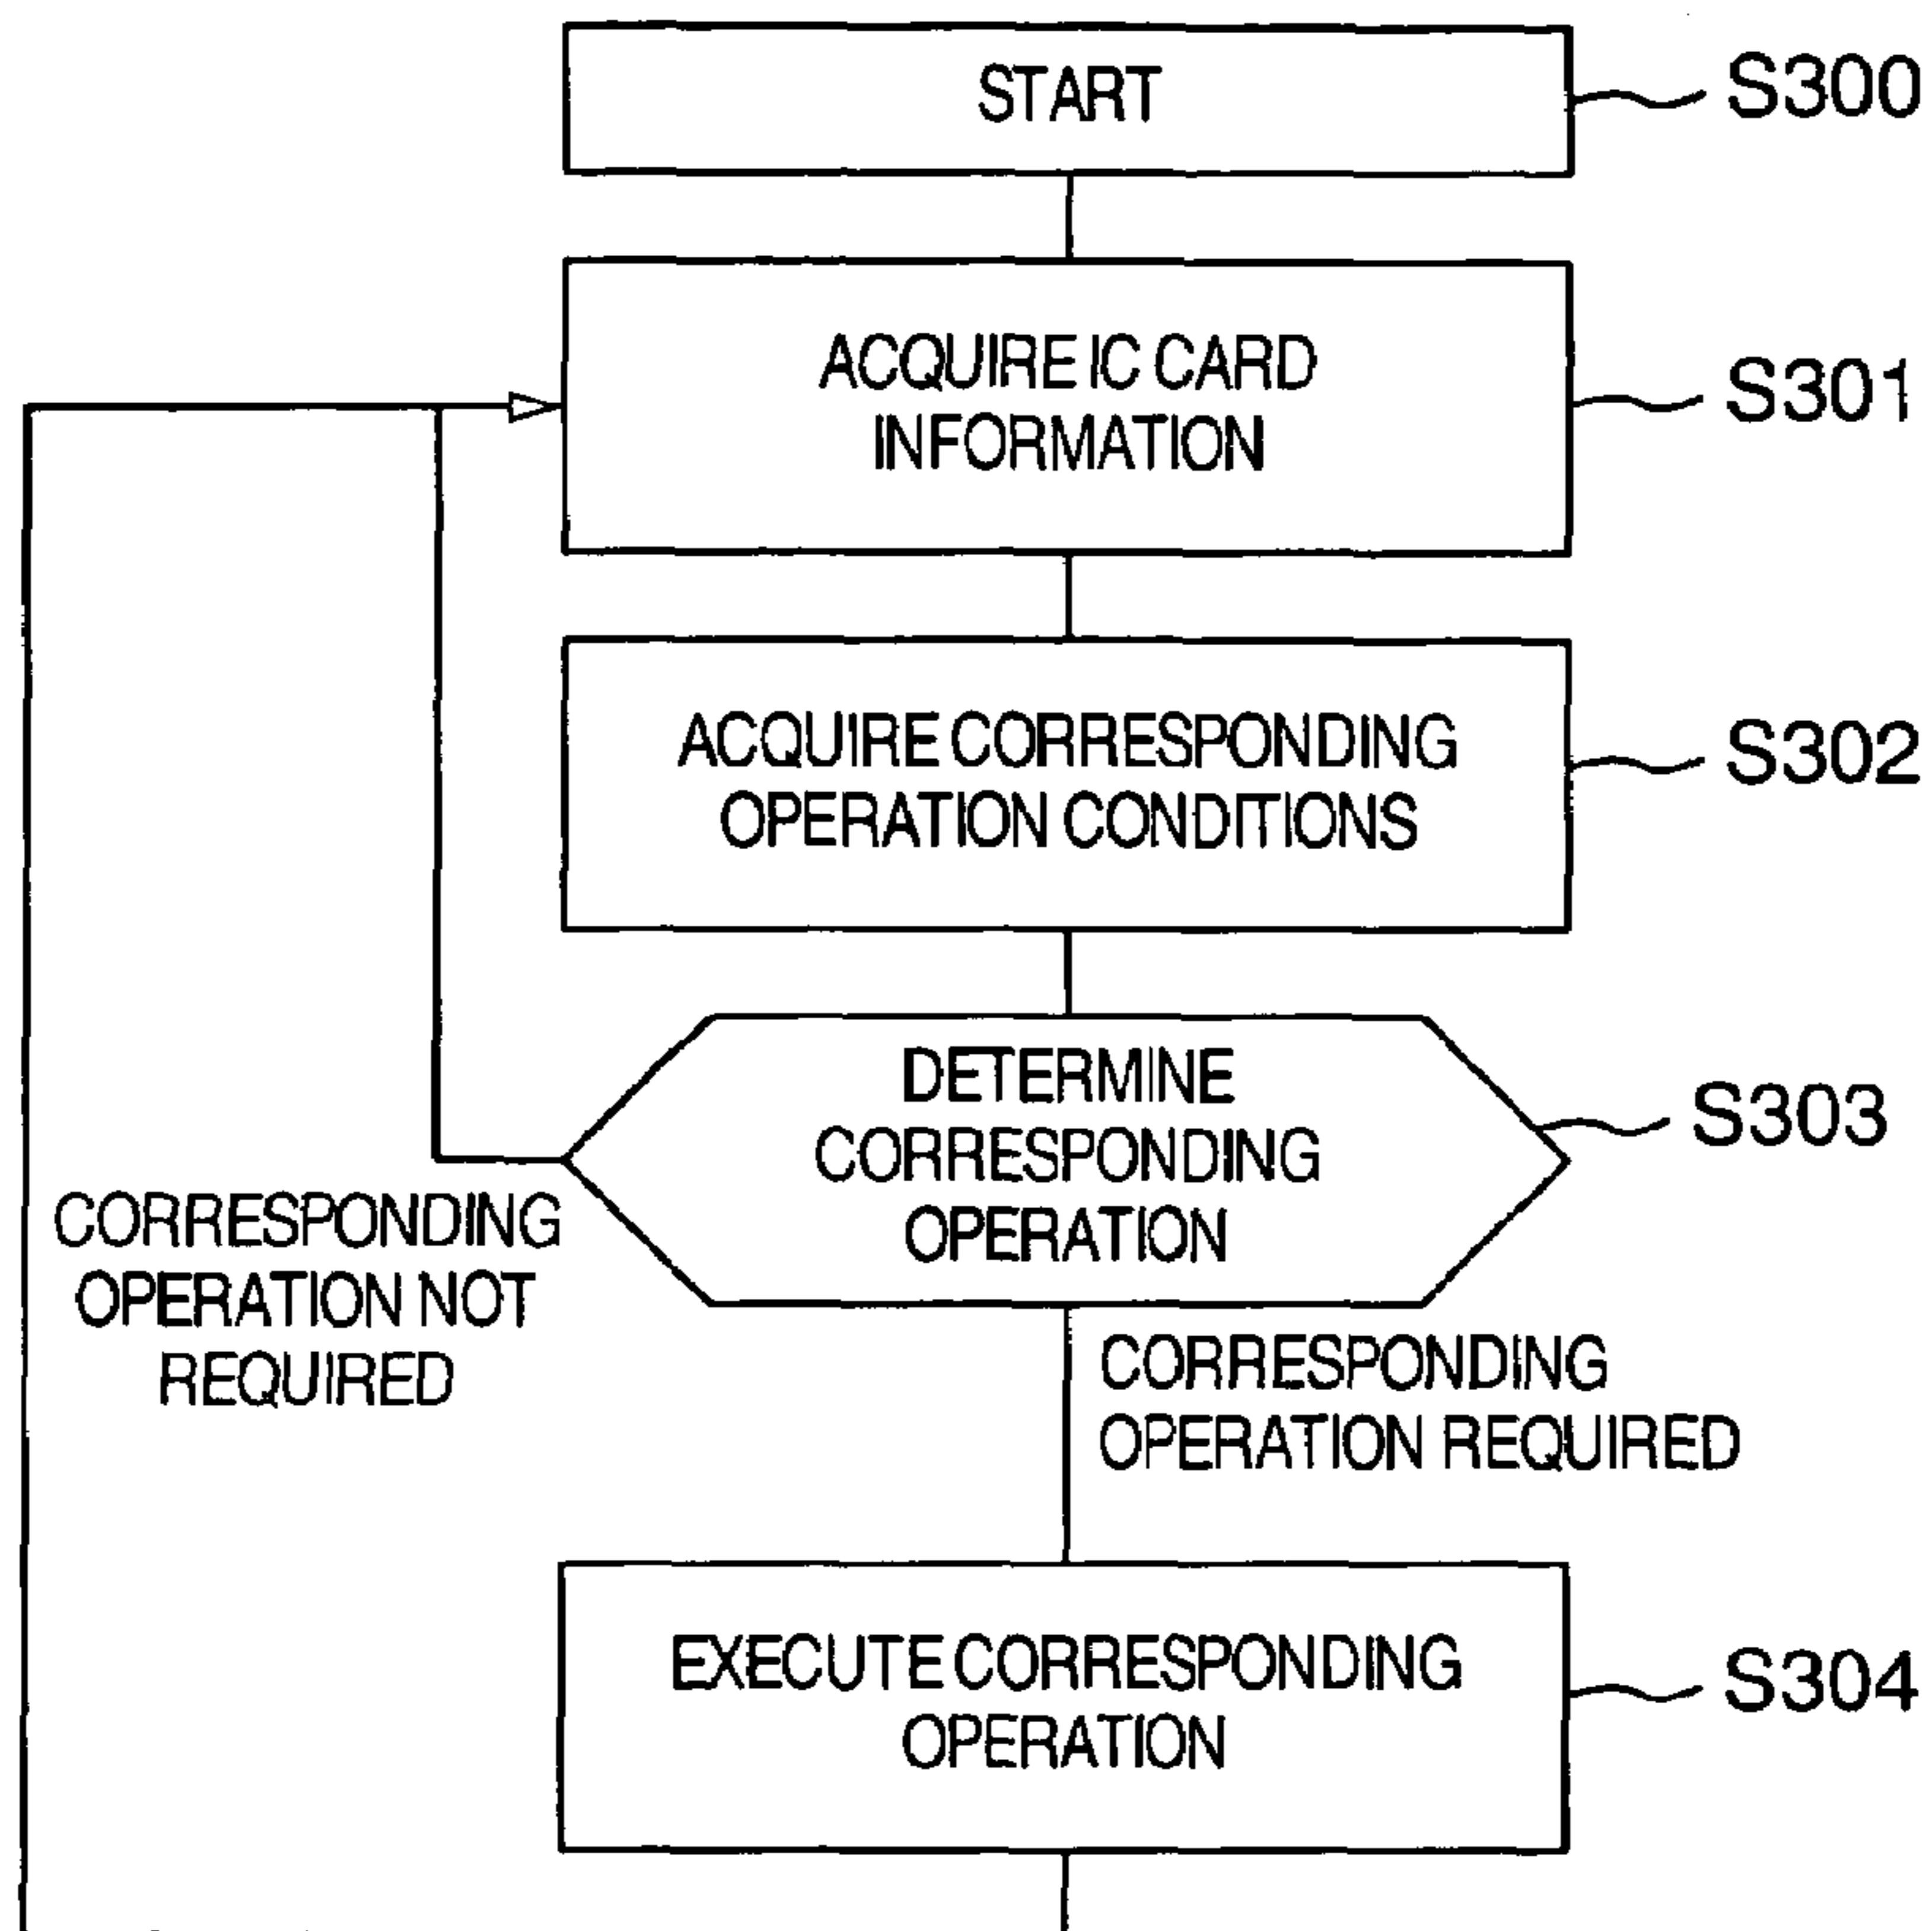 START
S300
ACQUIRE IC CARD
INFORMATION
S301
ACQUIRE CORRESPONDING
OPERATION CONDITIONS
S302
DETERMINE
CORRESPONDING
OPERATION
S303
CORRESPONDING
OPERATION NOT
REQUIRED
CORRESPONDING
OPERATION REQUIRED
EXECUTE CORRESPONDING
OPERATION
S304